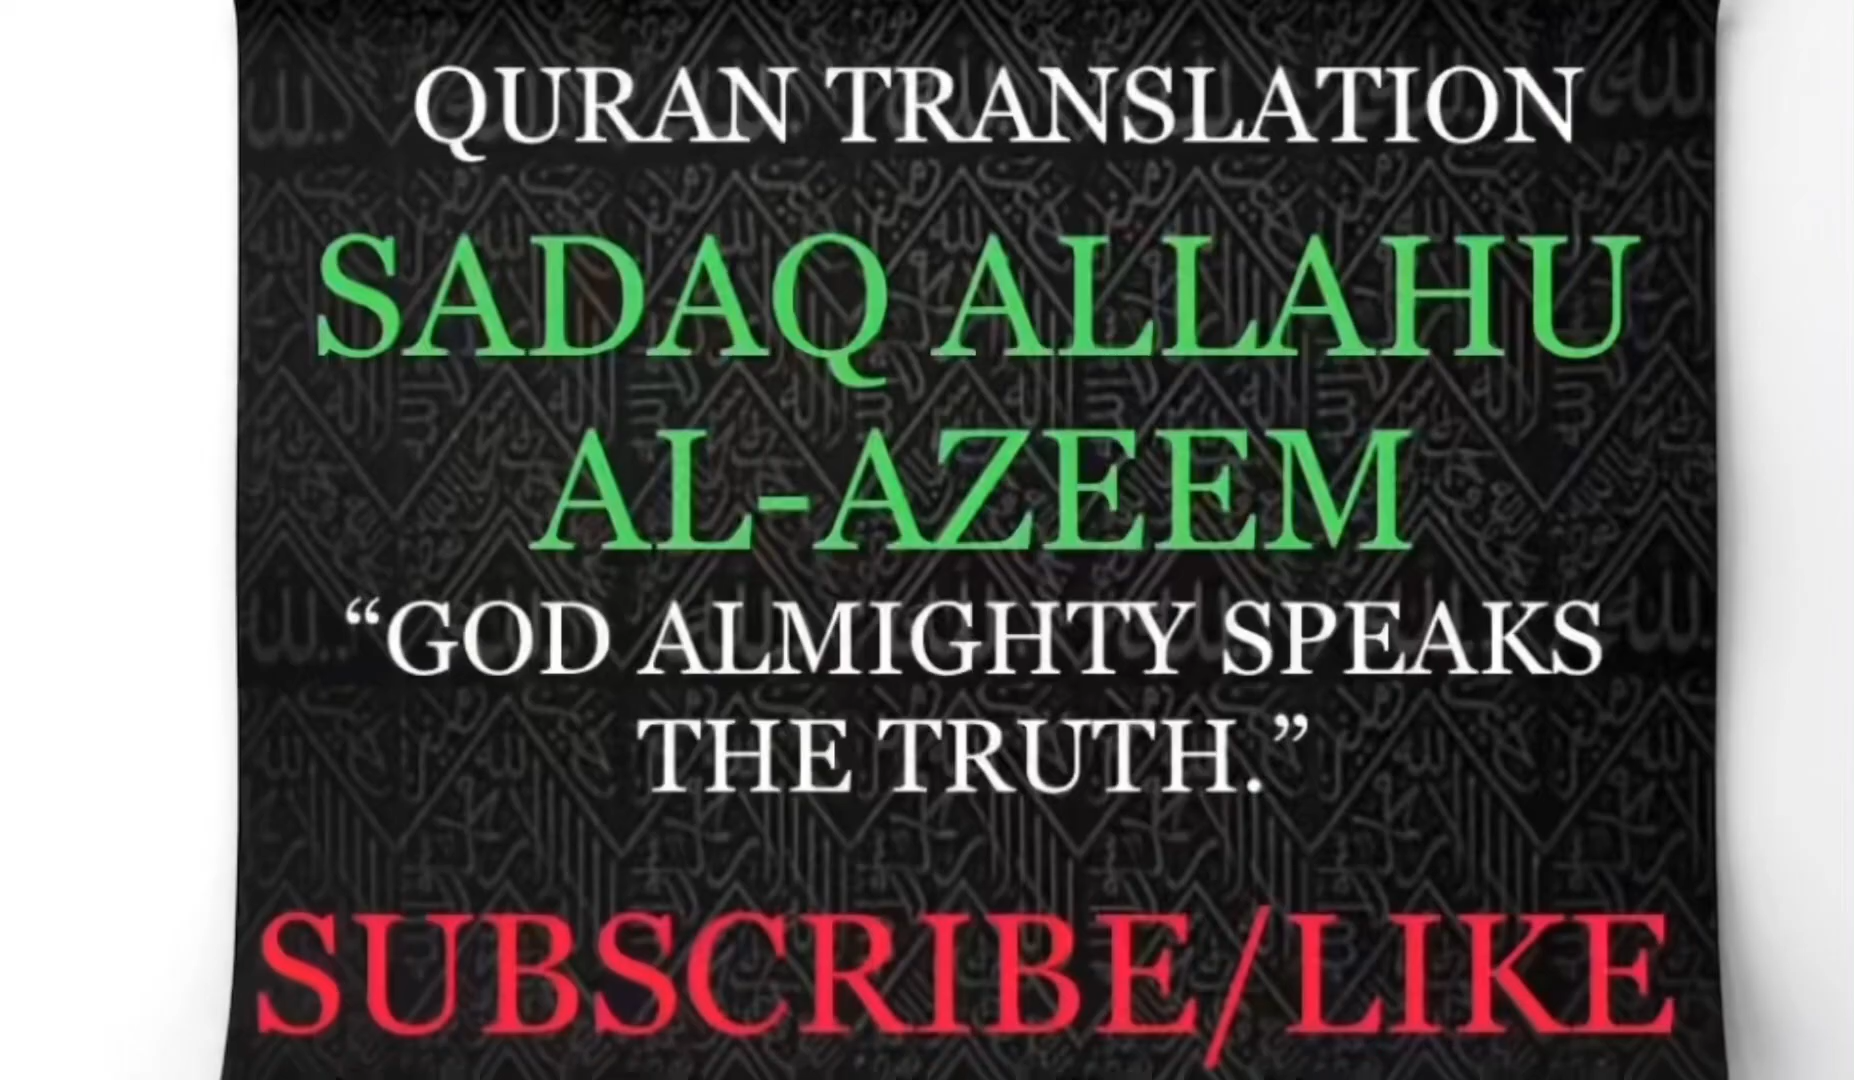 QURAN TRANSLATION
SADAQ ALLAHU
AL-AZEEM
“GOD ALMIGHTY SPEAKS
THE TRUTH.”
SUBSCRIBE/LIKE